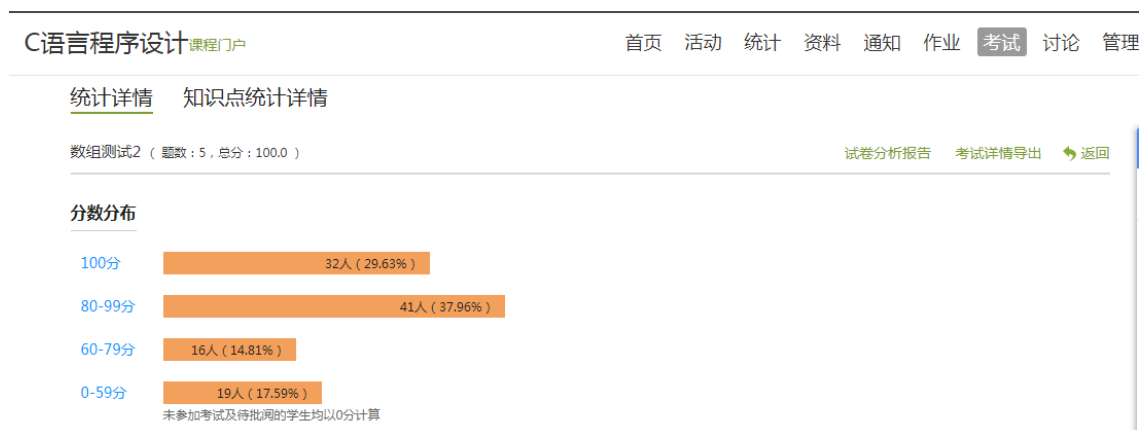 C语言程序设计 课程门户 首页 活动 统计 资料 通知 作业 考试 讨论 管理
统计详情 知识点统计详情
数组测试2 ( 题数：5，总分：100.0 ) 试卷分析报告 考试详情导出 返回
分数分布
100分 32人 ( 29.63% )
80-99分 41人 ( 37.96% )
60-79分 16人 ( 14.81% )
0-59分 19人 ( 17.59% )
未参加考试及待批阅的学生均以0分计算